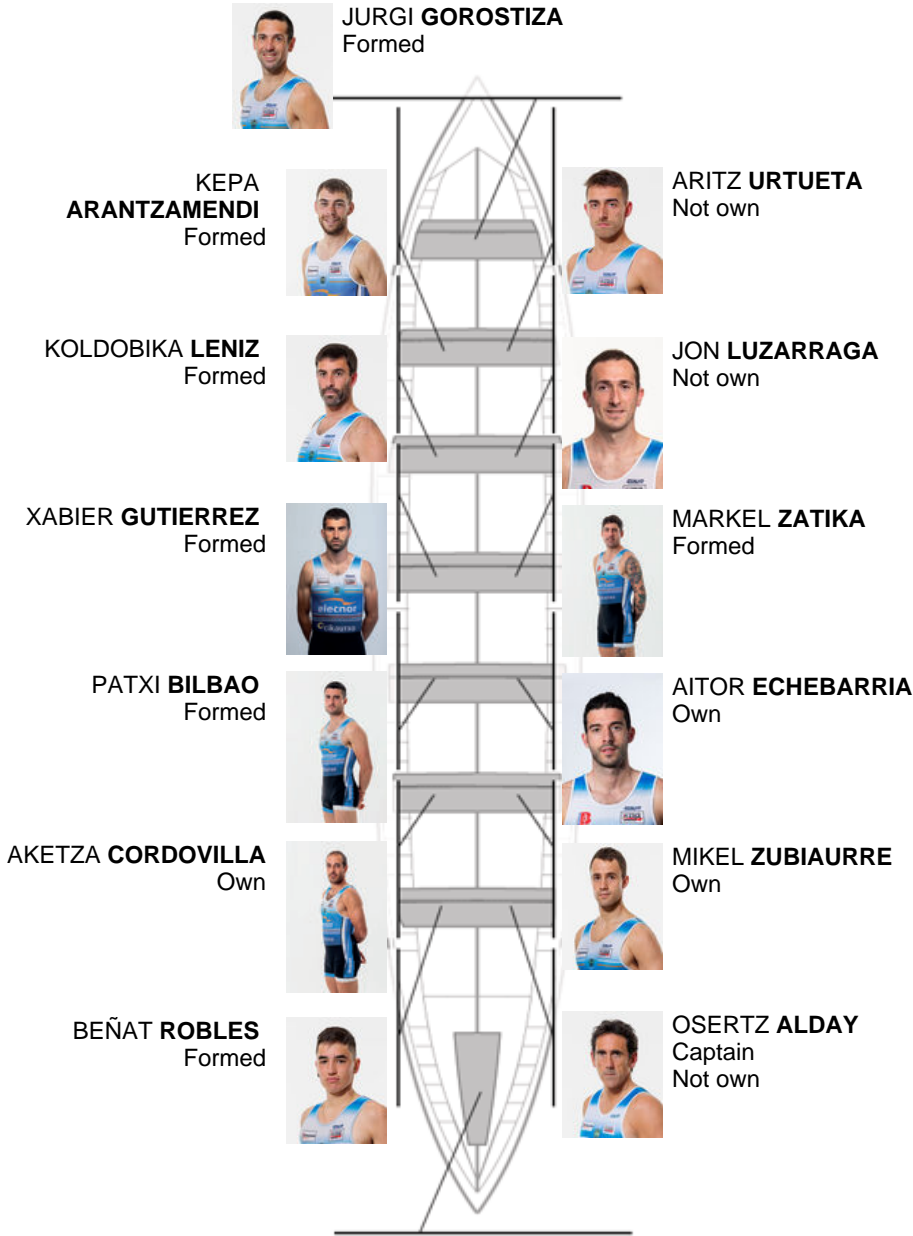 JURGI GOROSTIZA
Formed
KEPA
ARANTZAMENDI
Formed
ARITZ URTUETA
Not own
KOLDOBIKA LENIZ
Formed
JON LUZARRAGA
Not own
XABIER GUTIERREZ
Formed
elecnor
cikautxo
MARKEL ZATIKA
Formed
PATXI BILBAO
Formed
AITOR ECHEBARRIA
Own
AKETZA CORDOVILLA
Own
MIKEL ZUBIAURRE
Own
BEÑAT ROBLES
Formed
OSERTZ ALDAY
Captain
Not own